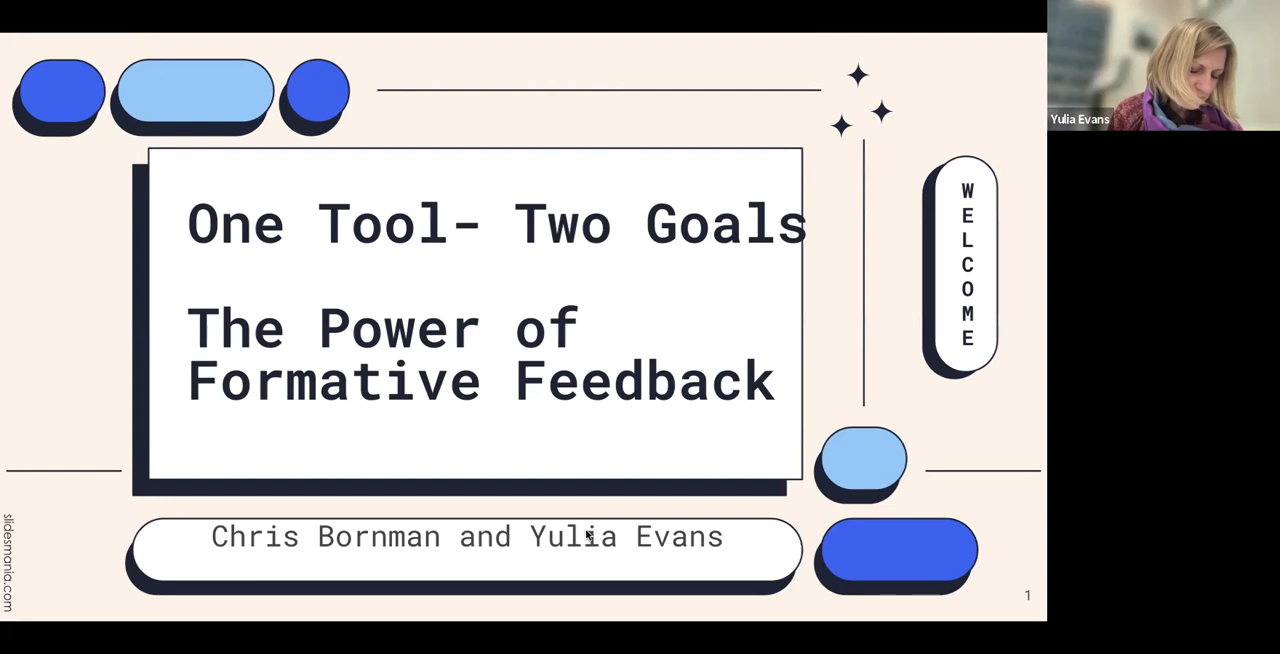 One Tool- Two Goals
The Power of
Formative Feedback
WELCOME
Chris Bornman and Yulia Evans
slidesmania.com
1
Yulia Evans